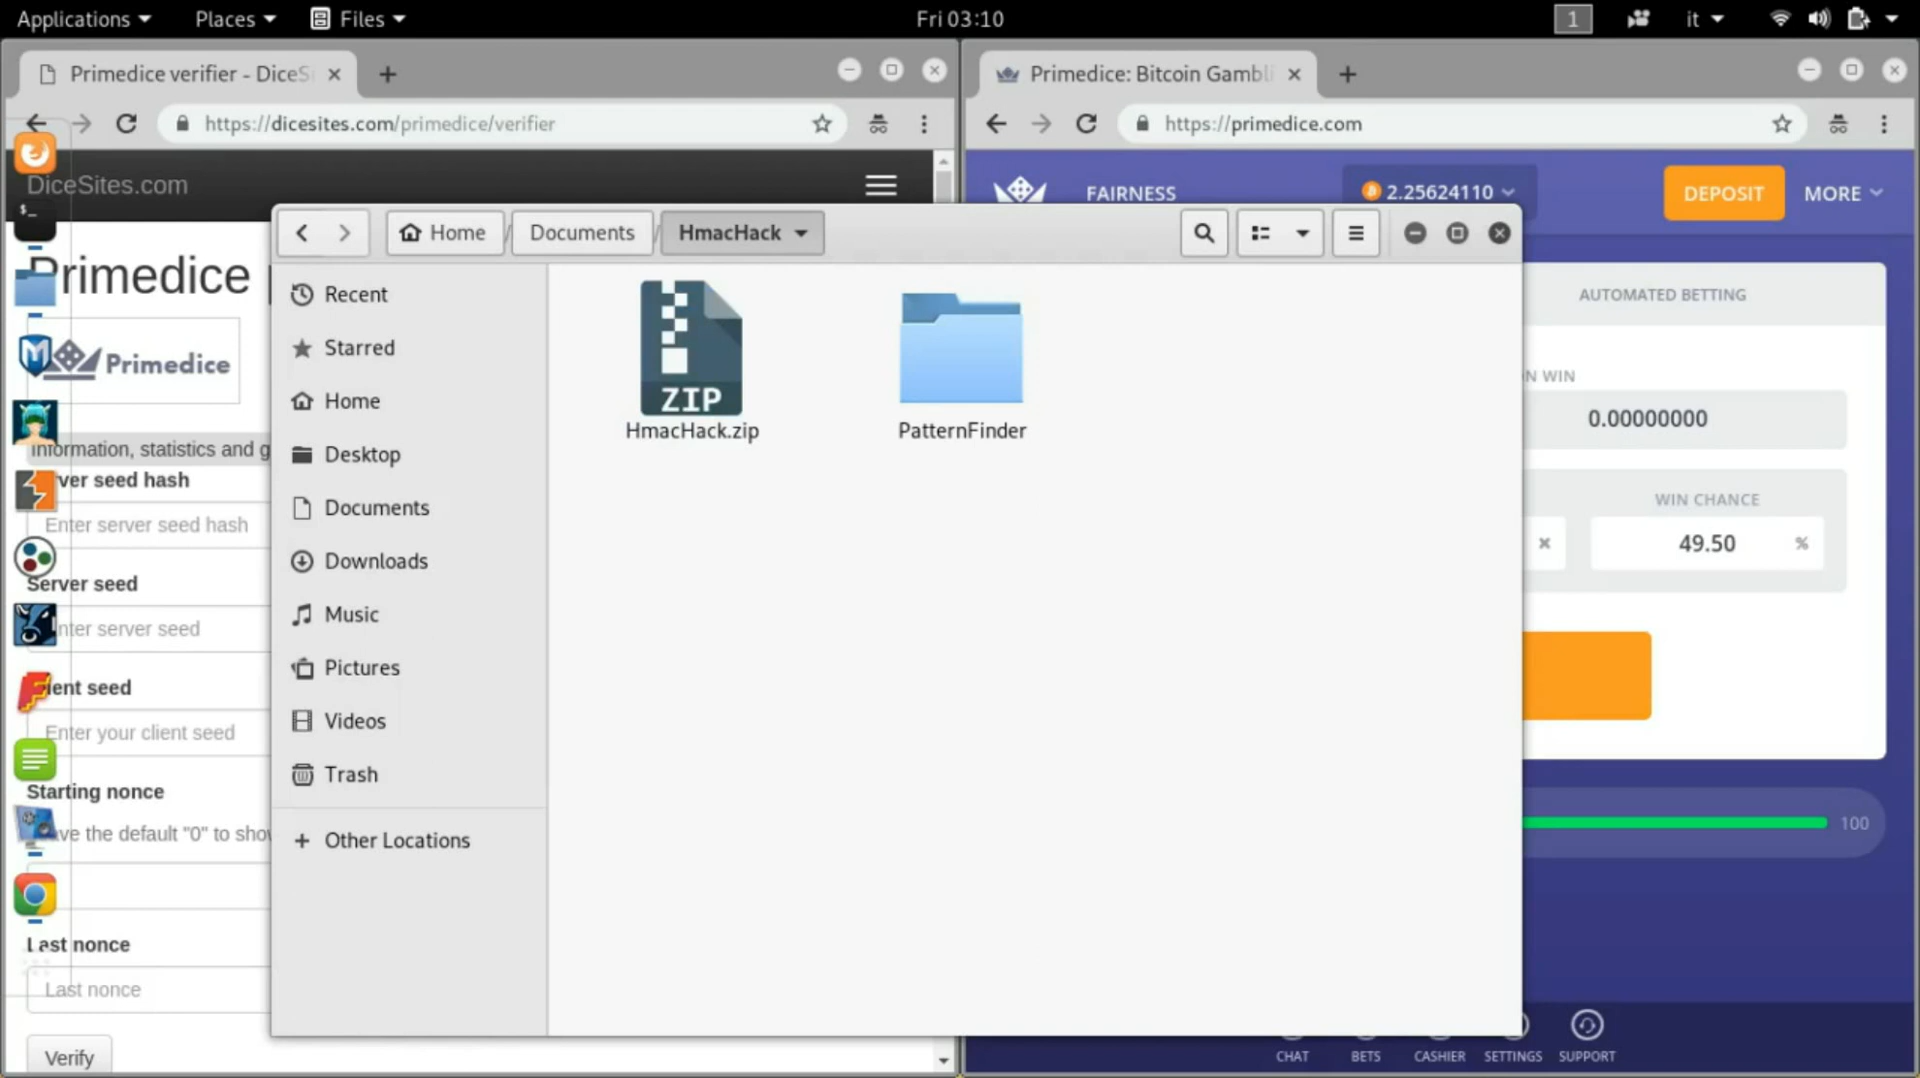 Applications
Places
Files
Fri 03:10
1
it
Primedice verifier - DiceS
https://dicesites.com/primedice/verifier
Primedice: Bitcoin Gambli
https://primedice.com
DiceSites.com
FAIRNESS
2.25624110
DEPOSIT
MORE
Primedice
Primedice
information, statistics and g
ver seed hash
Enter server seed hash
Server seed
nter server seed
ient seed
Enter your client seed
Starting nonce
ave the default "0" to show
Last nonce
Last nonce
Verify
Home
Documents
HmacHack
Recent
Starred
Home
Desktop
Documents
Downloads
Music
Pictures
Videos
Trash
Other Locations
ZIP
HmacHack.zip
PatternFinder
AUTOMATED BETTING
N WIN
0.00000000
WIN CHANCE
49.50
%
100
CHAT
BETS
CASHIER
SETTINGS
SUPPORT